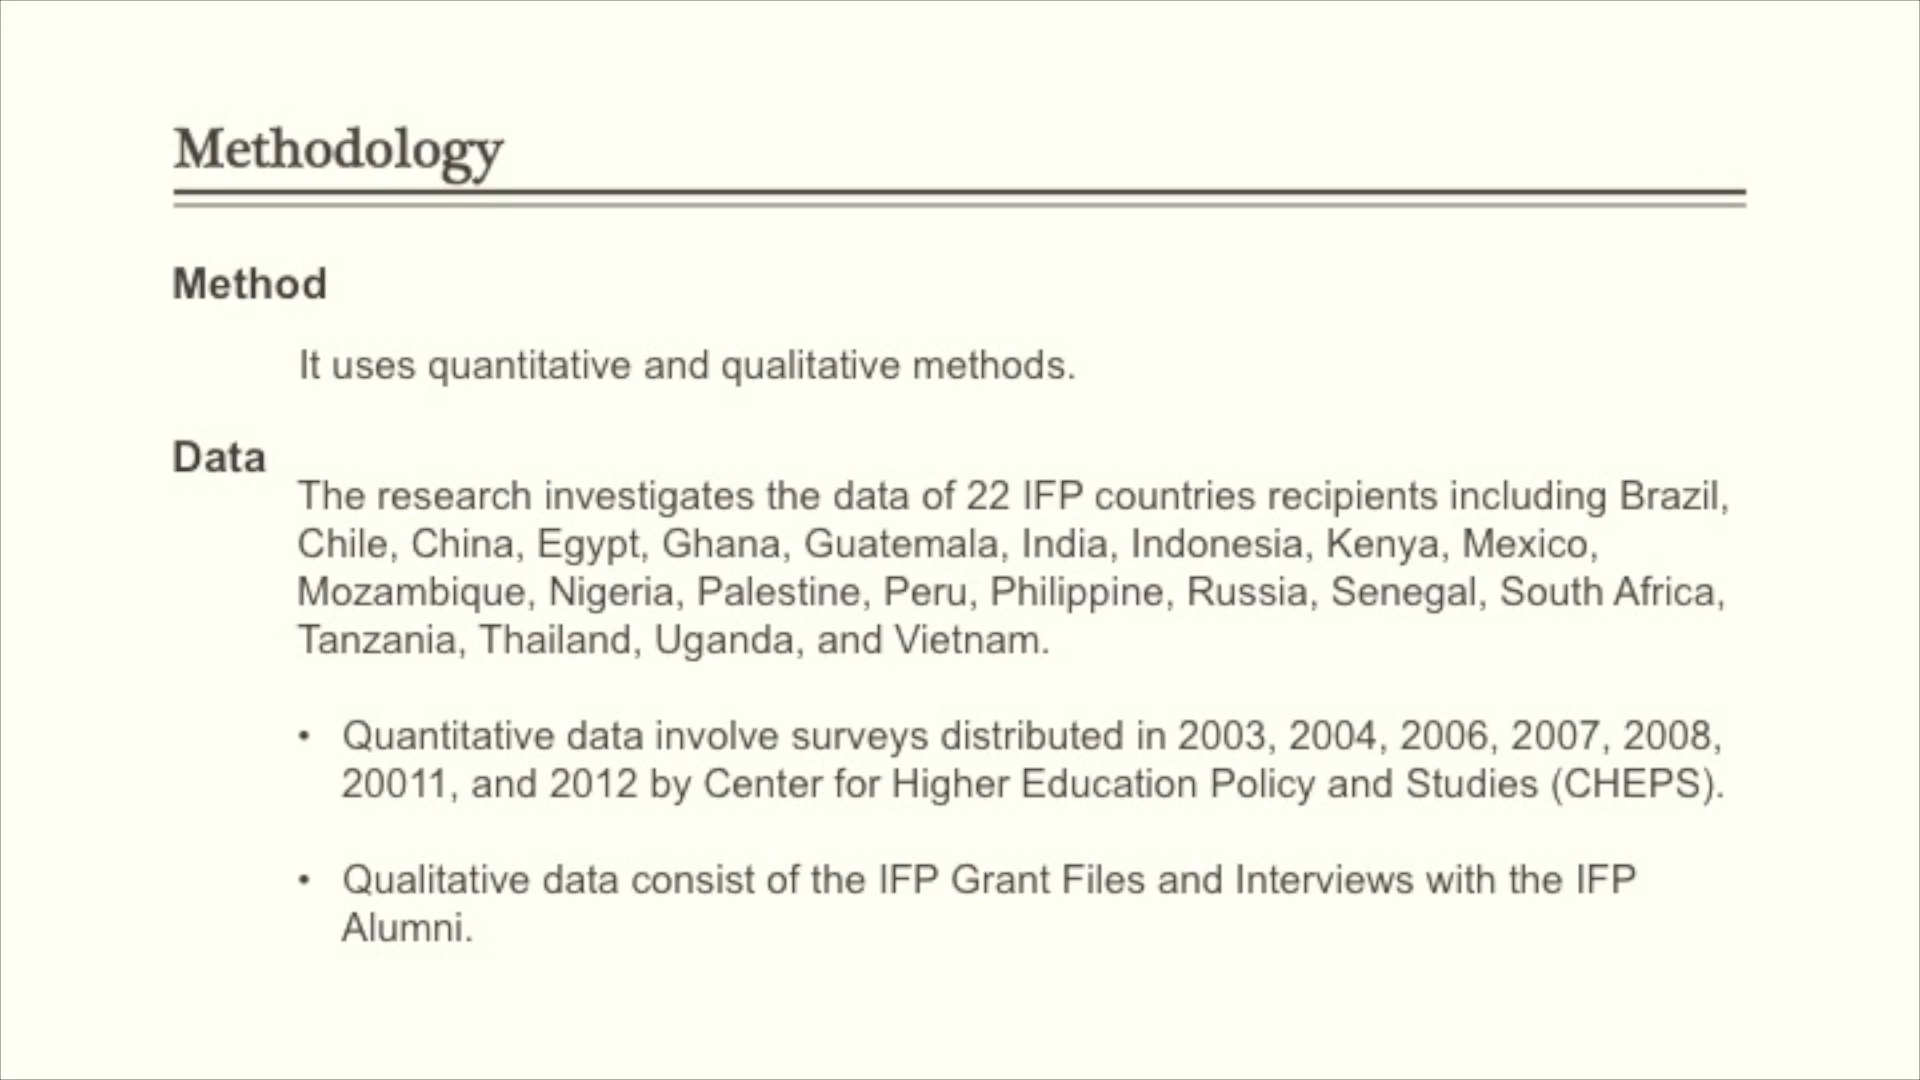 Methodology
Method
It uses quantitative and qualitative methods.
Data
The research investigates the data of 22 IFP countries recipients including Brazil,
Chile, China, Egypt, Ghana, Guatemala, India, Indonesia, Kenya, Mexico,
Mozambique, Nigeria, Palestine, Peru, Philippine, Russia, Senegal, South Africa,
Tanzania, Thailand, Uganda, and Vietnam.
• Quantitative data involve surveys distributed in 2003, 2004, 2006, 2007, 2008,
20011, and 2012 by Center for Higher Education Policy and Studies (CHEPS).
• Qualitative data consist of the IFP Grant Files and Interviews with the IFP
Alumni.